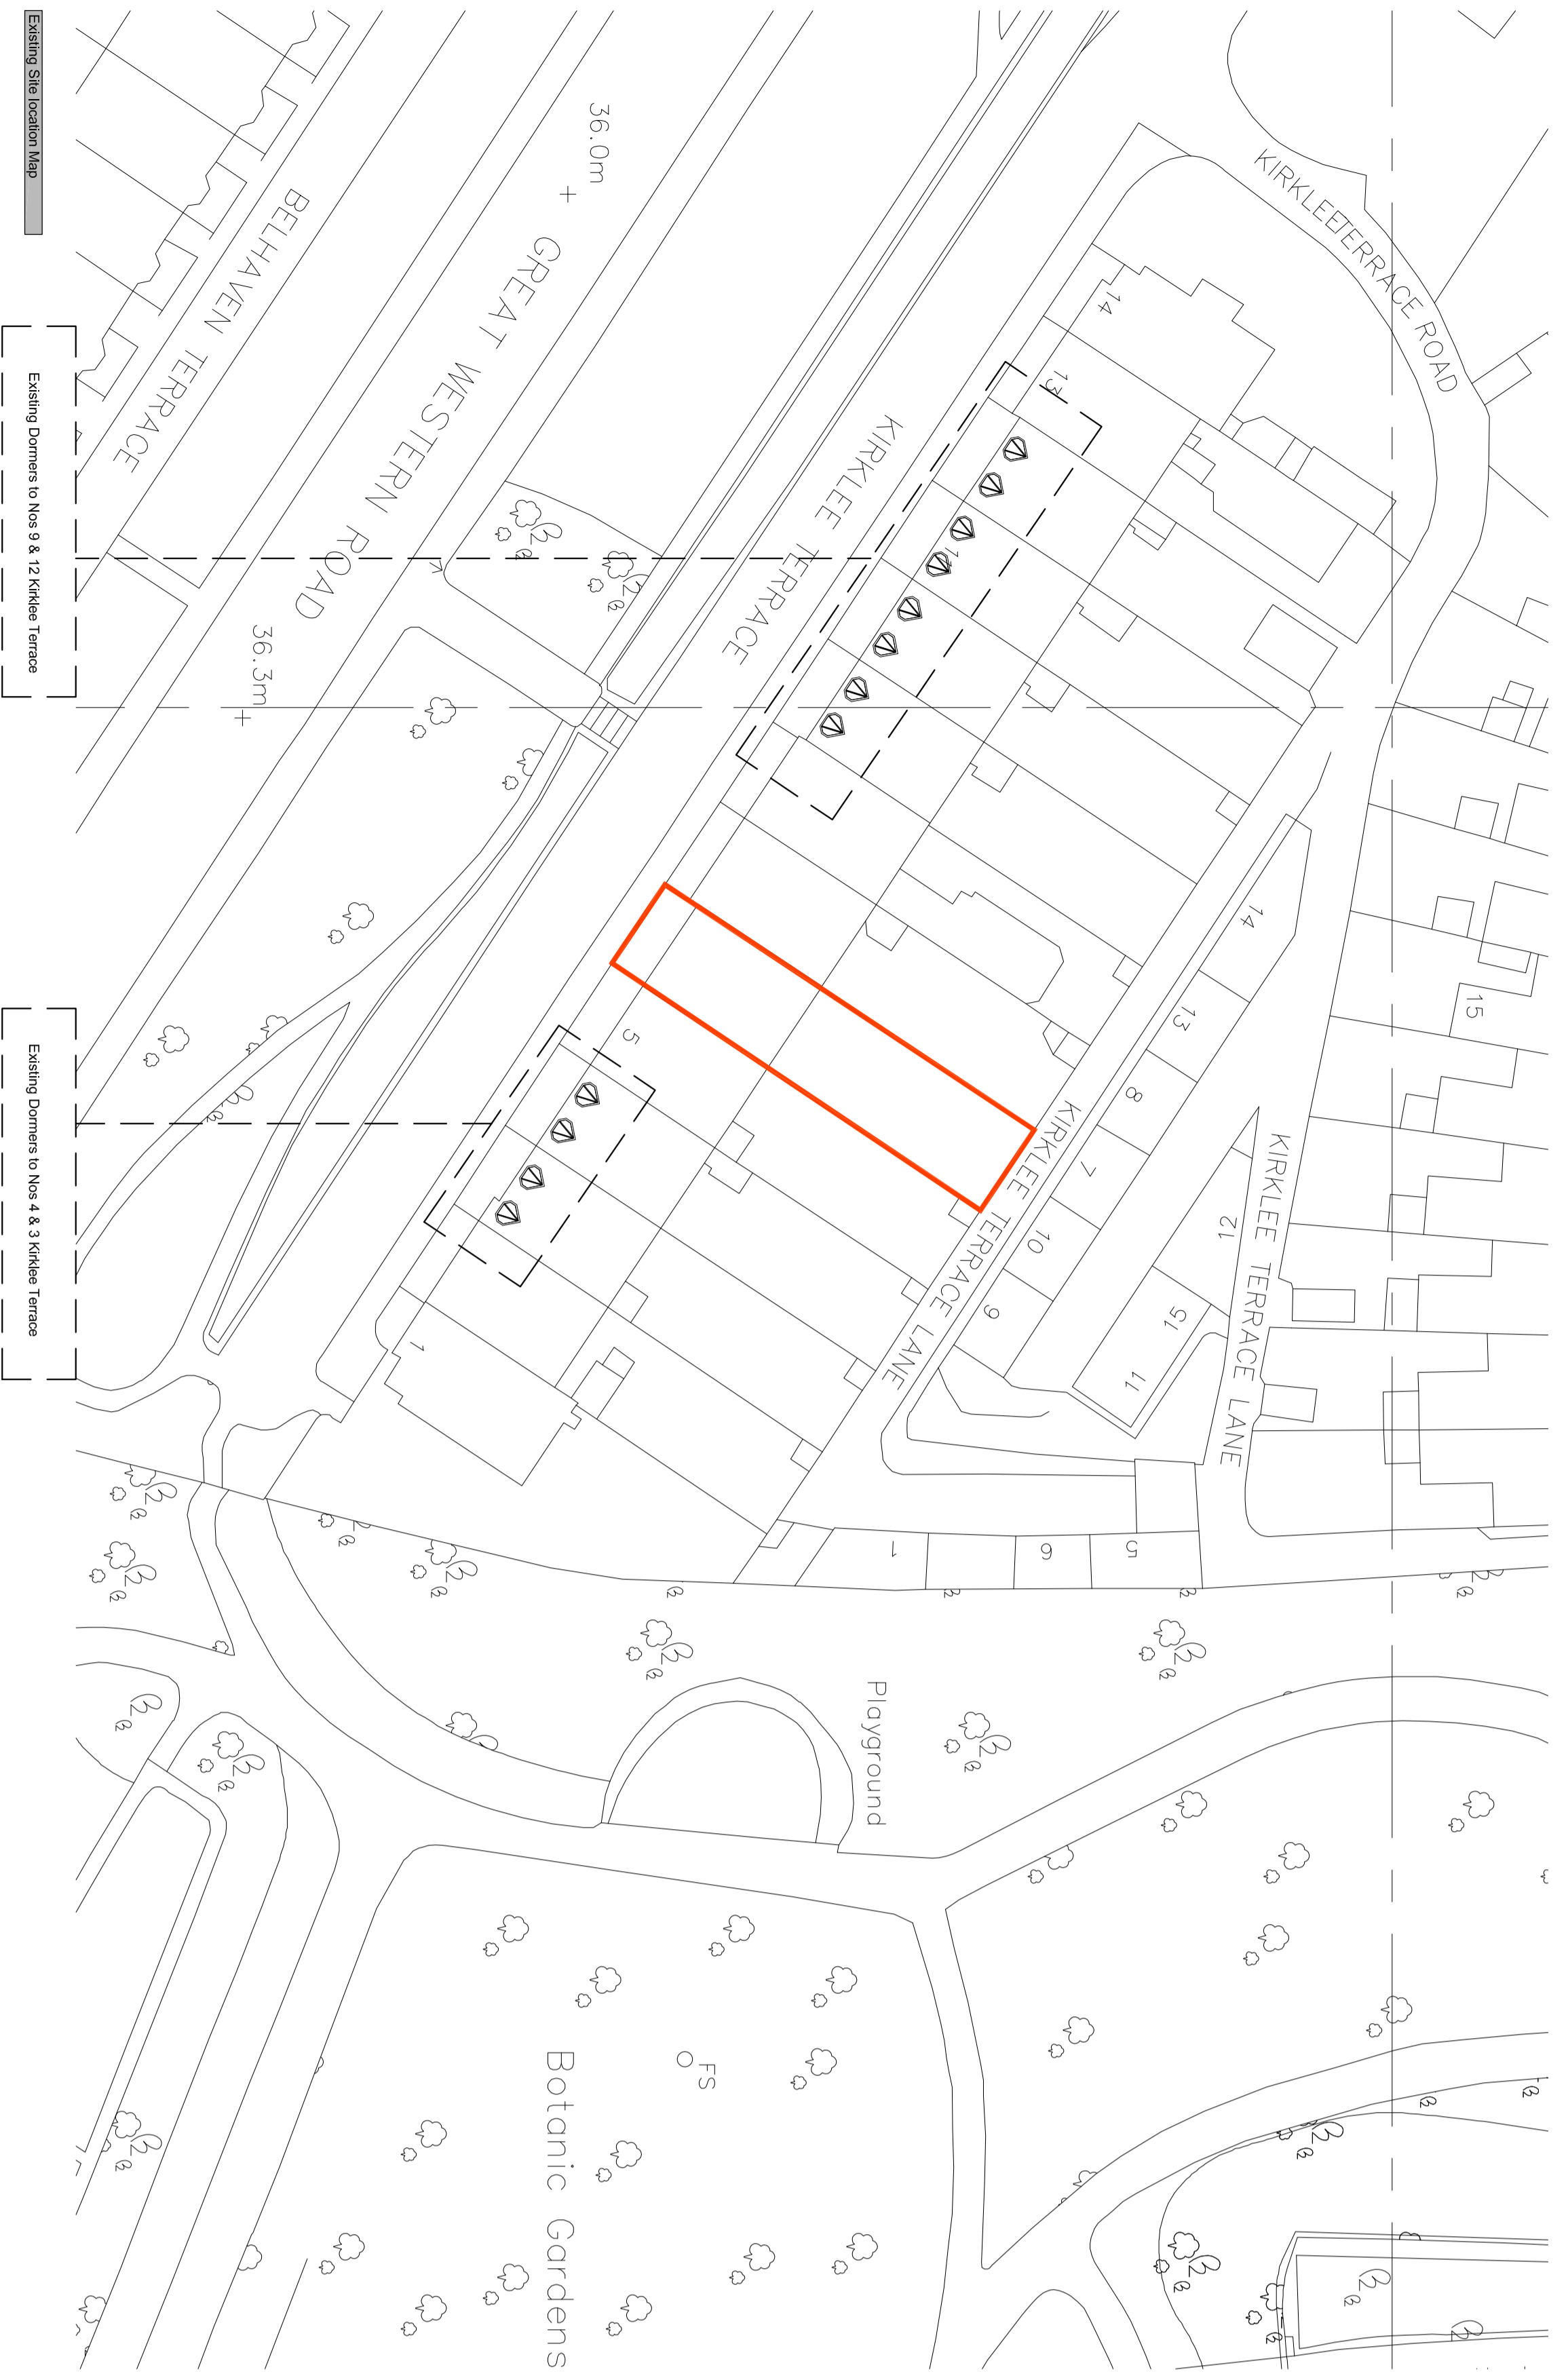 Existing Site location Map
Existing Dormers to Nos 9 & 12 Kirklee Terrace
Existing Dormers to Nos 4 & 3 Kirklee Terrace
BELHAVEN TERRACE
GREAT WESTERN ROAD
36.0m
36.3m
KIRKLEE TERRACE
KIRKLEE
TERRACE ROAD
14
13
5
1
KIRKLEE TERRACE LANE
14
13
8
7
10
9
KIRKLEE TERRACE LANE
12
15
11
15
1
6
5
Playground
FS
Botanic Gardens